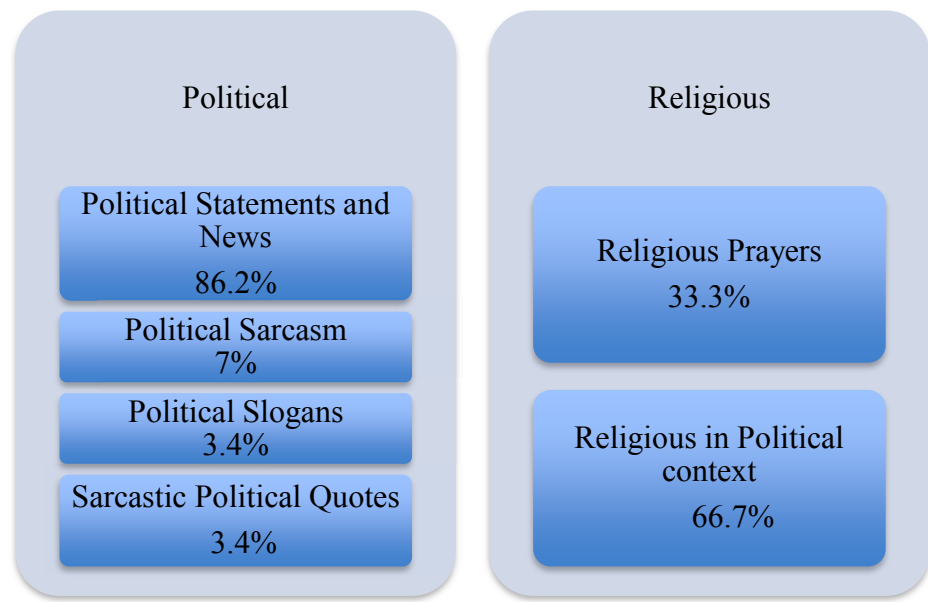 Political
Political Statements and
News
86.2%
Political Sarcasm
7%
Political Slogans
3.4%
Sarcastic Political Quotes
3.4%
Religious
Religious Prayers
33.3%
Religious in Political
context
66.7%